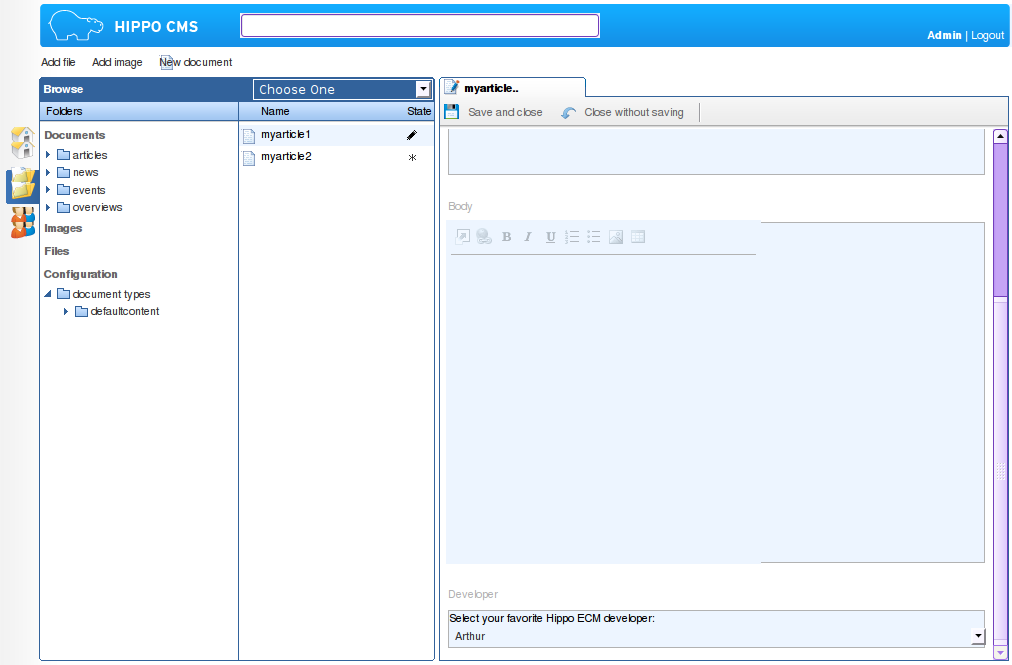 HIPPO CMS
Admin | Logout
Add file Add image New document
Browse Choose One
Folders Name State
Documents
articles
news
events
overviews
Images
Files
Configuration
document types
defaultcontent
myarticle1
myarticle2
myarticle..
Save and close Close without saving
Body
B I U
Developer
Select your favorite Hippo ECM developer:
Arthur